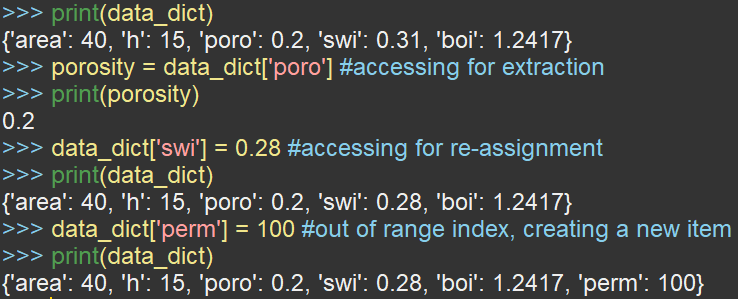 >>> print(data_dict)
{'area': 40, 'h': 15, 'poro': 0.2, 'swi': 0.31, 'boi': 1.2417}
>>> porosity = data_dict['poro'] #accessing for extraction
>>> print(porosity)
0.2
>>> data_dict['swi'] = 0.28 #accessing for re-assignment
>>> print(data_dict)
{'area': 40, 'h': 15, 'poro': 0.2, 'swi': 0.28, 'boi': 1.2417}
>>> data_dict['perm'] = 100 #out of range index, creating a new item
>>> print(data_dict)
{'area': 40, 'h': 15, 'poro': 0.2, 'swi': 0.28, 'boi': 1.2417, 'perm': 100}